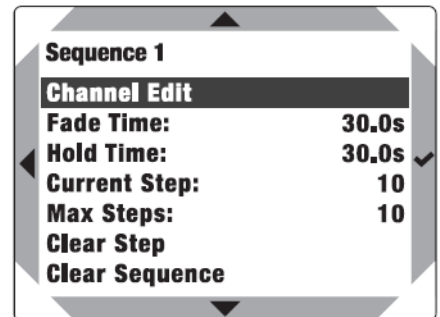 Sequence 1
Channel Edit
Fade Time: 30.0s
Hold Time: 30.0s
Current Step: 10
Max Steps: 10
Clear Step
Clear Sequence